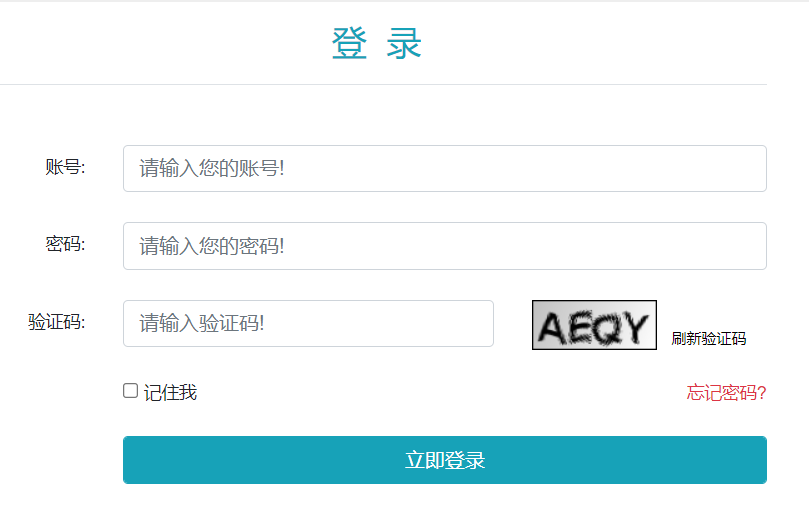 登 录
账号: 请输入您的账号!
密码: 请输入您的密码!
验证码: 请输入验证码! AEQY 刷新验证码
记住我 忘记密码?
立即登录